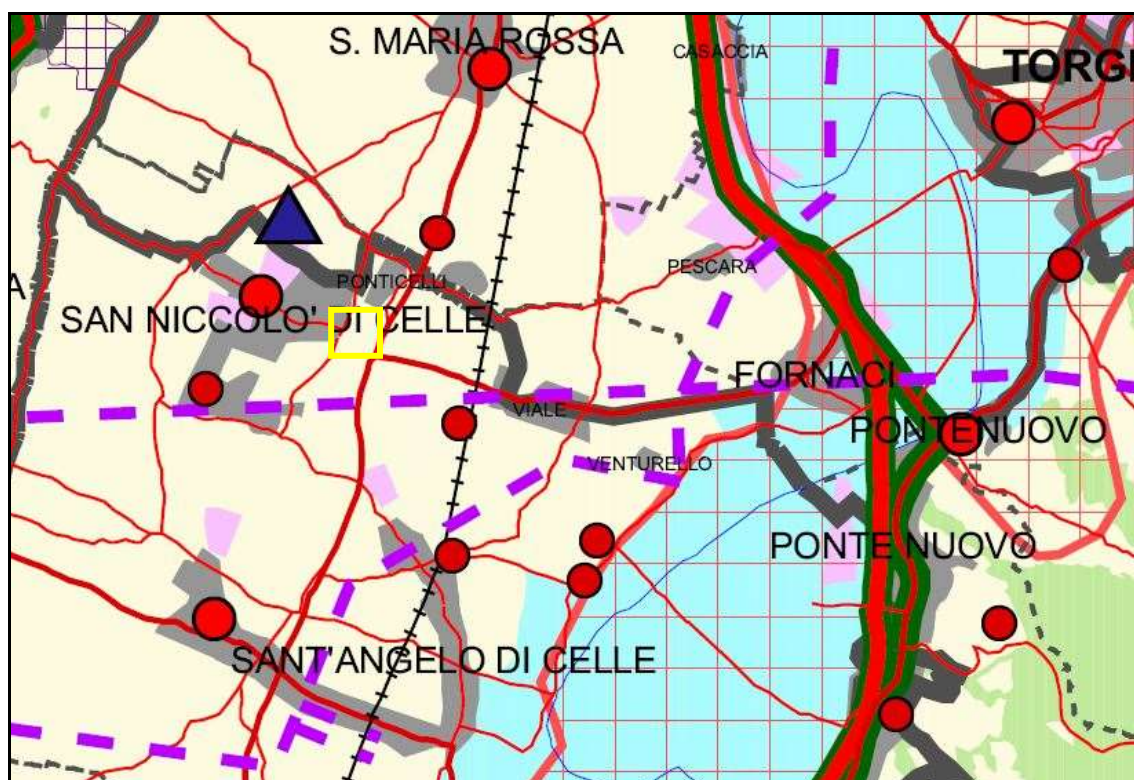 S. MARIA ROSSA
CASACCIA
TORGI
PESCARA
PONTICELLI
A
SAN NICCOLO' DI CELLE
FORNACI
VIALE
PONTENUOVO
VENTURELLO
PONTE NUOVO
SANT'ANGELO DI CELLE